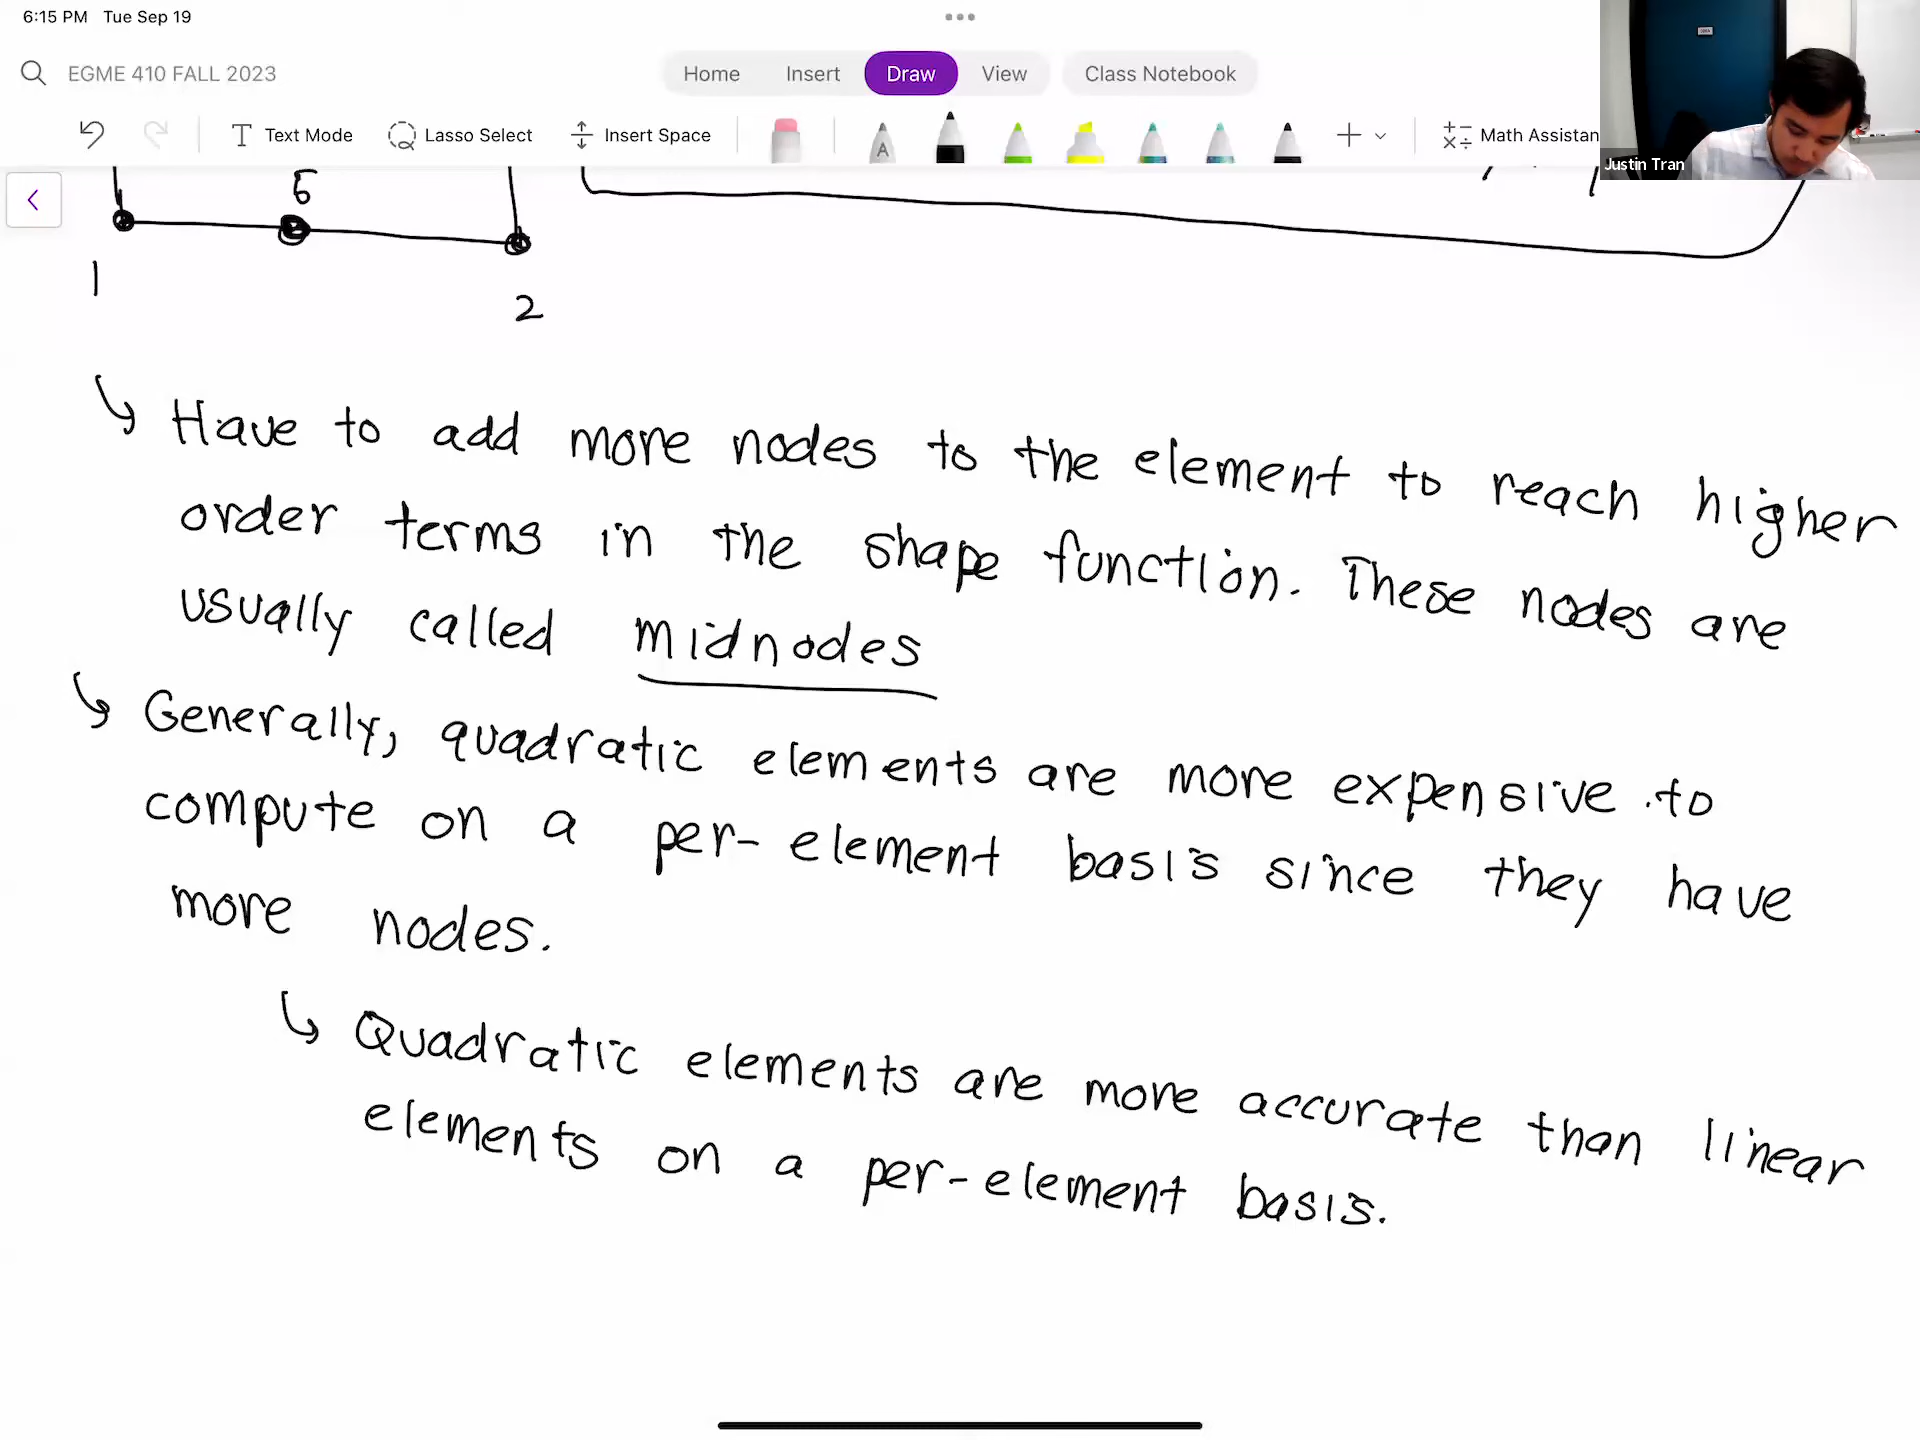 6:15 PM Tue Sep 19
EGME 410 FALL 2023
Home Insert Draw View Class Notebook
Text Mode Lasso Select Insert Space A Math Assistan
Justin Tran
5
1
2
Have to add more nodes to the element to reach higher
order terms in the shape function. These nodes are
usually called midnodes
Generally, quadratic elements are more expensive to
compute on a per-element basis since they have
more nodes.
Quadratic elements are more accurate than linear
elements on a per-element basis.